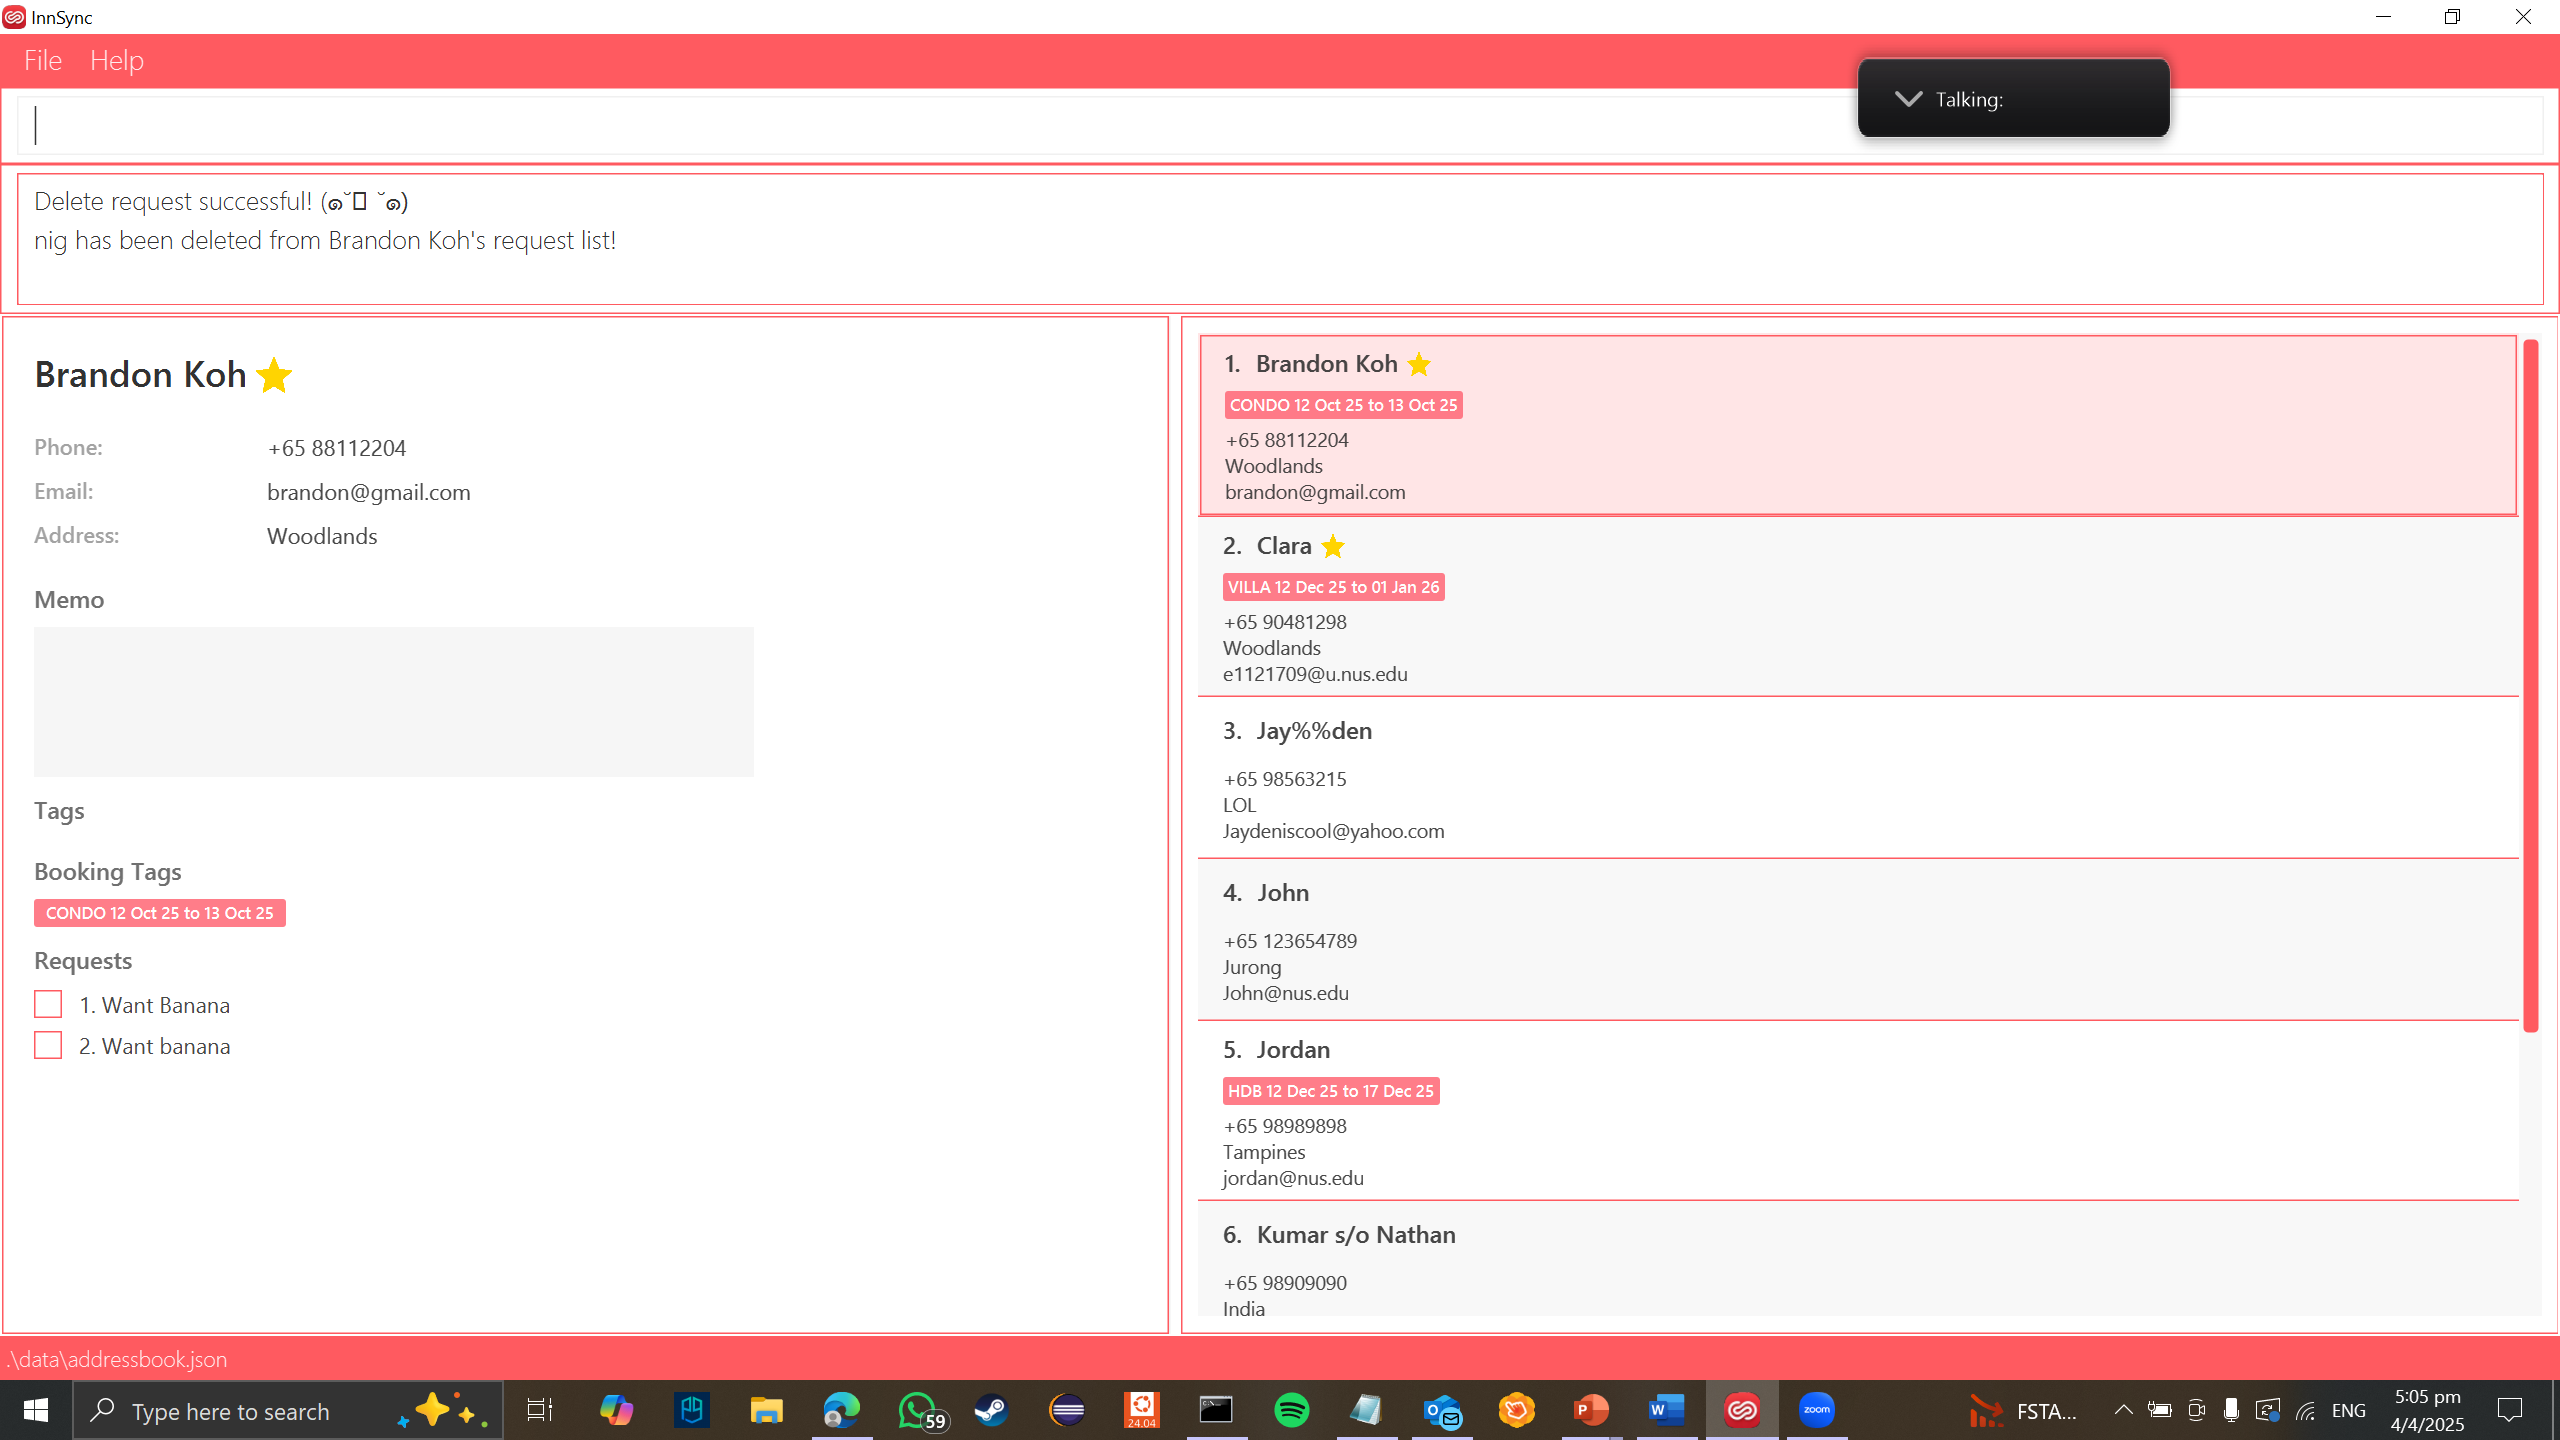 InnSync
File Help
Talking:
Delete request successful! (๑˘▯ ˘๑)
nig has been deleted from Brandon Koh's request list!
Brandon Koh
Phone: +65 88112204
Email: brandon@gmail.com
Address: Woodlands
Memo
Tags
Booking Tags
CONDO 12 Oct 25 to 13 Oct 25
Requests
1. Want Banana
2. Want banana
1. Brandon Koh
CONDO 12 Oct 25 to 13 Oct 25
+65 88112204
Woodlands
brandon@gmail.com
2. Clara
VILLA 12 Dec 25 to 01 Jan 26
+65 90481298
Woodlands
e1121709@u.nus.edu
3. Jay%%den
+65 98563215
LOL
Jaydeniscool@yahoo.com
4. John
+65 123654789
Jurong
John@nus.edu
5. Jordan
HDB 12 Dec 25 to 17 Dec 25
+65 98989898
Tampines
jordan@nus.edu
6. Kumar s/o Nathan
+65 98909090
India
.\data\addressbook.json
Type here to search
59
24.04
zoom
FSTA...
ENG
5:05 pm
4/4/2025